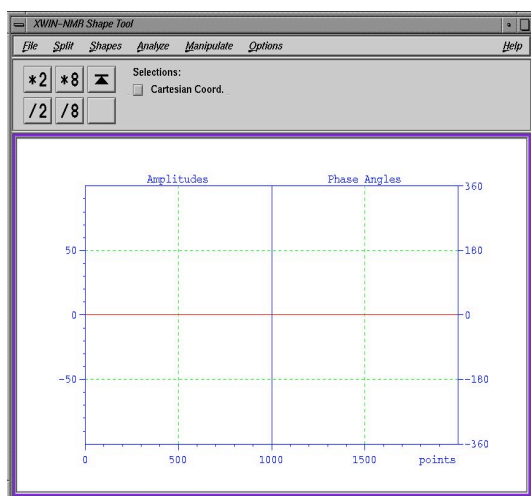 XWIN-NMR Shape Tool
File Split Shapes Analyze Manipulate Options Help
*2 *8
Selections:
Cartesian Coord.
/2 /8
Amplitudes Phase Angles
360
50 180
0 0
-50 -180
-360
0 500 1000 1500 points